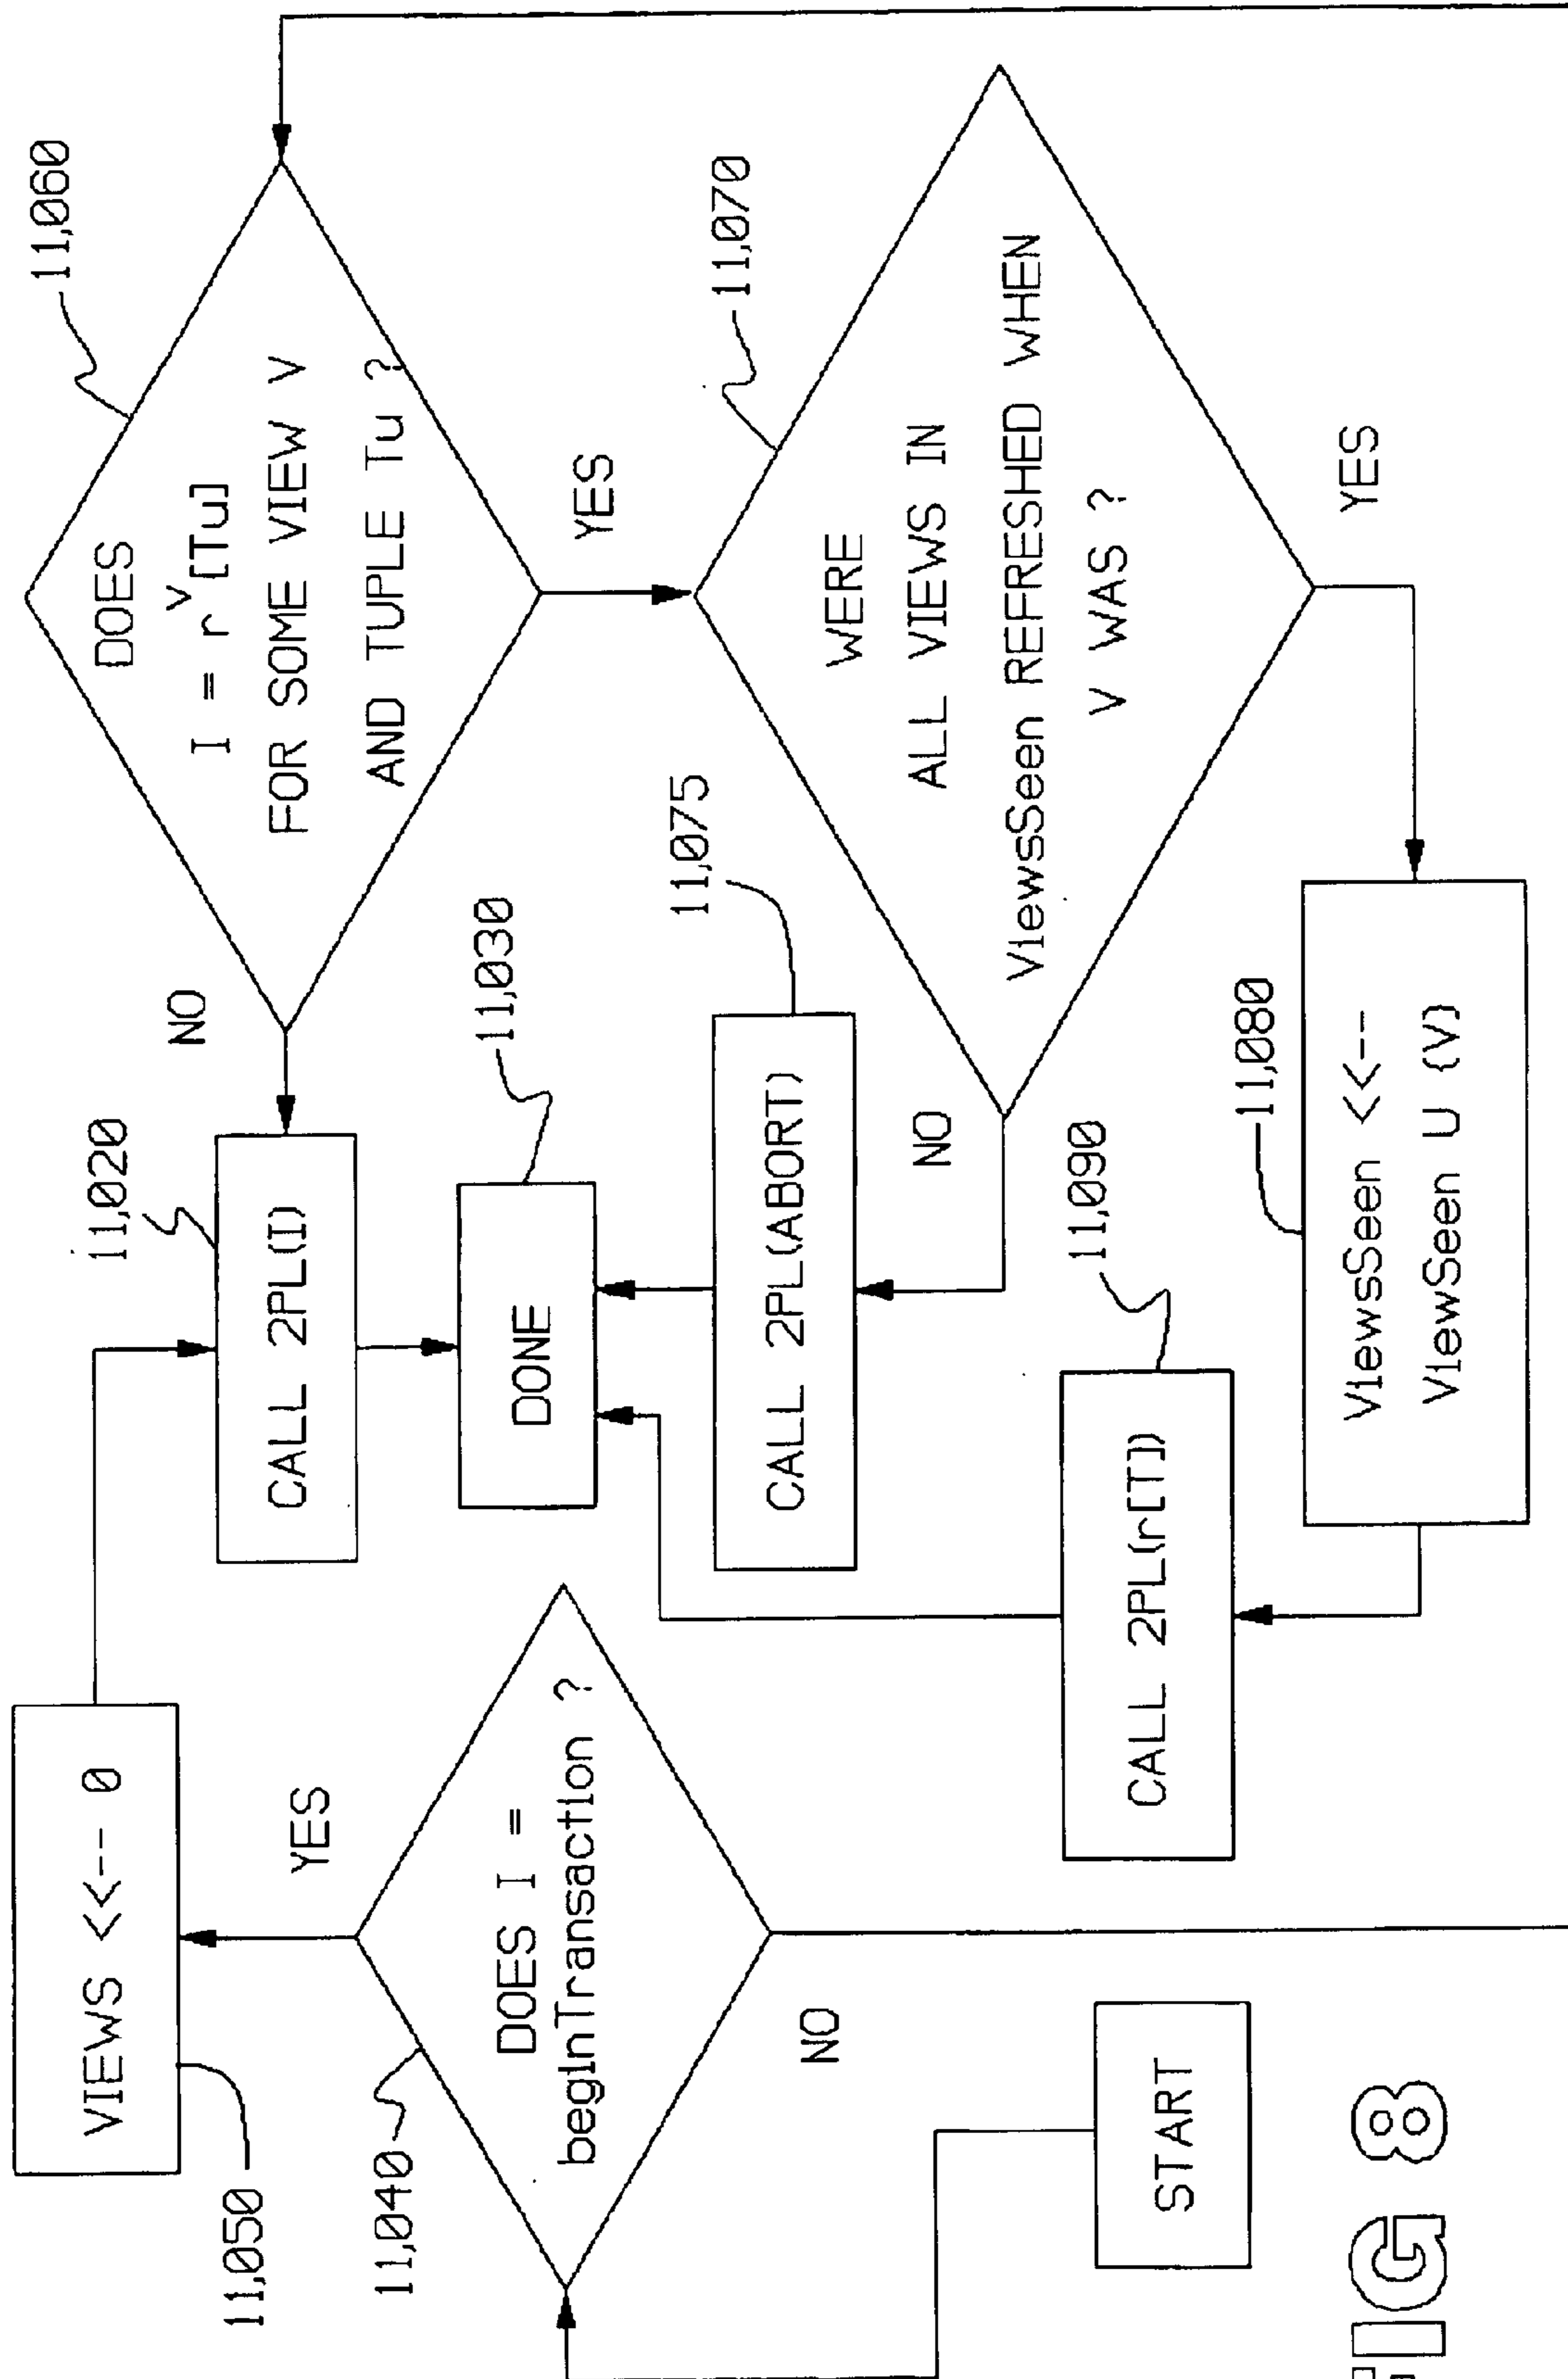 START
DOES I =
beginTransaction ?
11,040
YES
NO
VIEWS <<-- 0
11,050
CALL 2PL(I)
11,020
DONE
11,030
DOES
I = r^V[Tu]
FOR SOME VIEW V
AND TUPLE Tu ?
11,060
NO
YES
WERE
ALL VIEWS IN
ViewsSeen REFRESHED WHEN
V WAS ?
11,070
NO
YES
CALL 2PL(ABORT)
11,075
ViewsSeen <<--
ViewSeen U {V}
11,080
CALL 2PL(r[T])
11,090
FIG 8